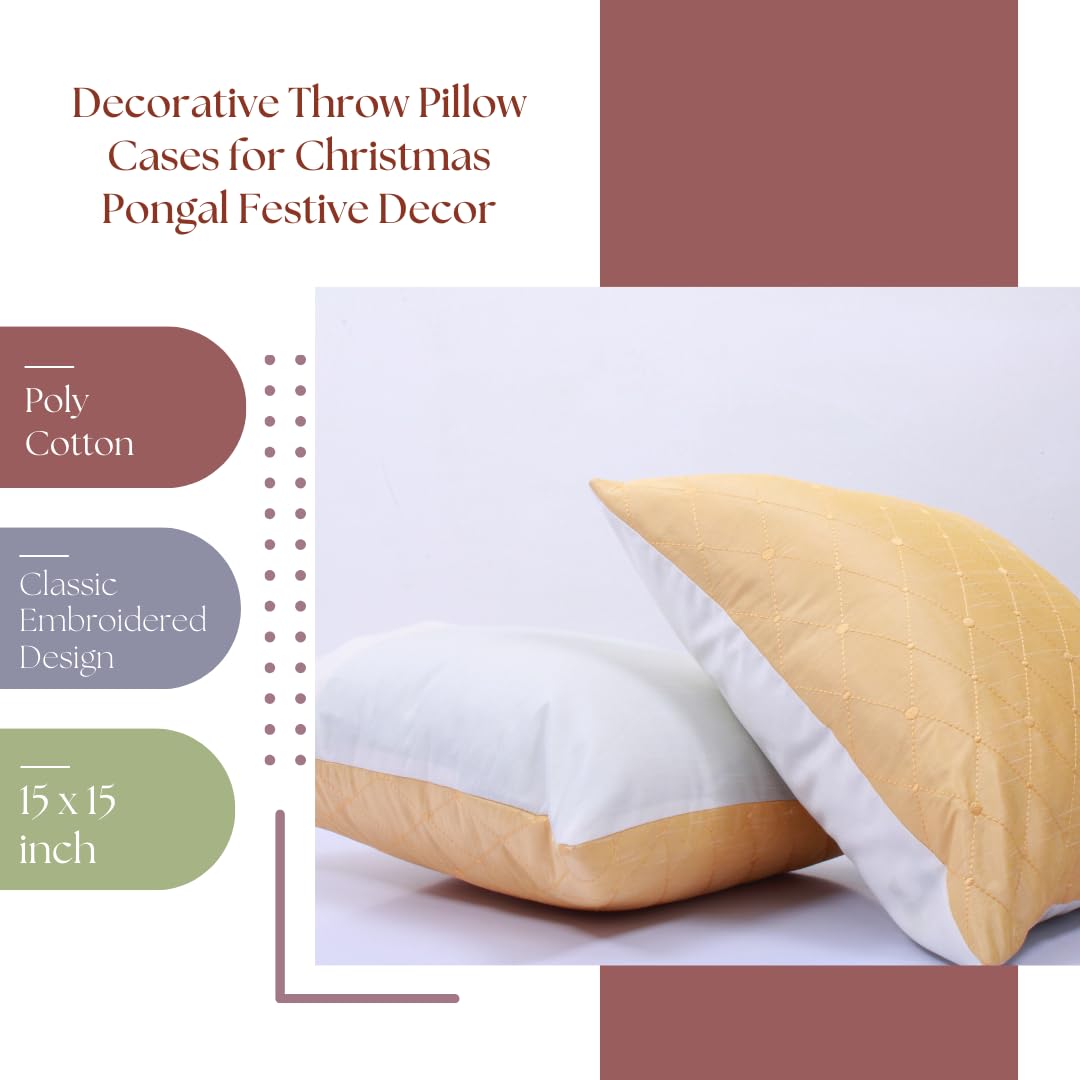 Decorative Throw Pillow
Cases for Christmas
Pongal Festive Decor
Poly
Cotton
Classic
Embroidered
Design
15 x 15
inch